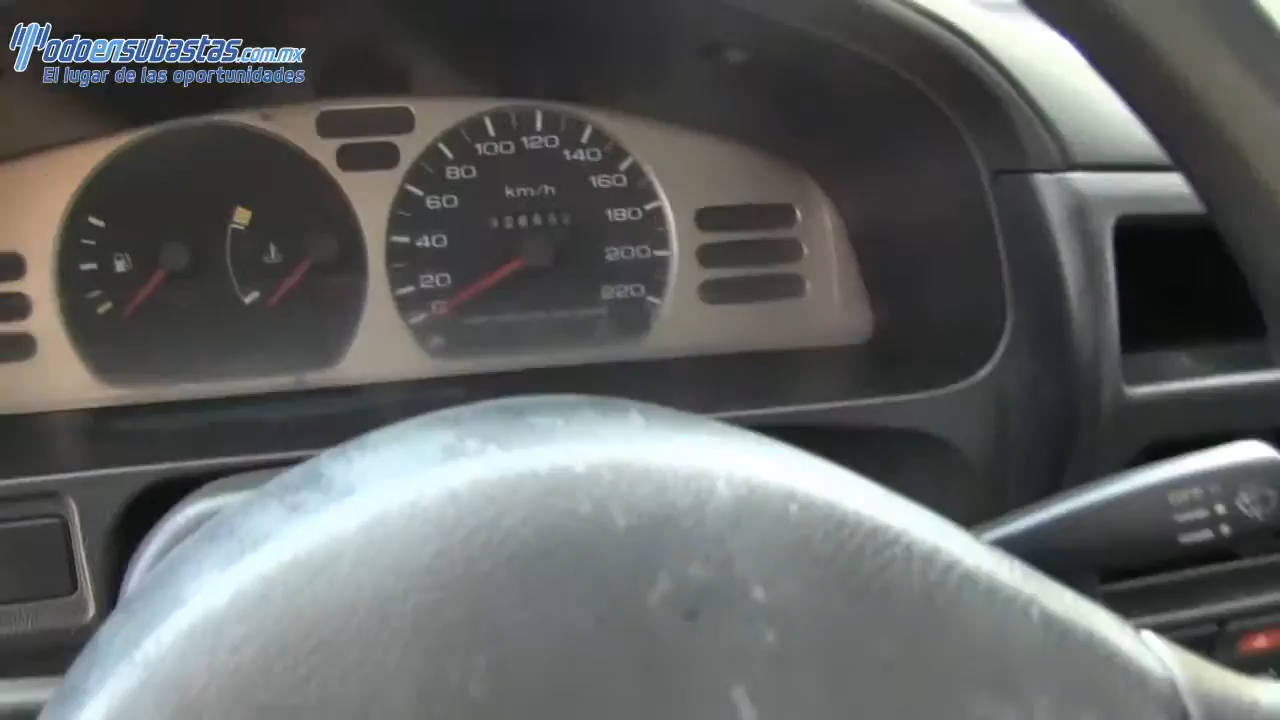 Todoensubastas.com.mx
El lugar de las oportunidades
100 120 140
80 160
60 km/h 180
40 200
20 220
0
OFF